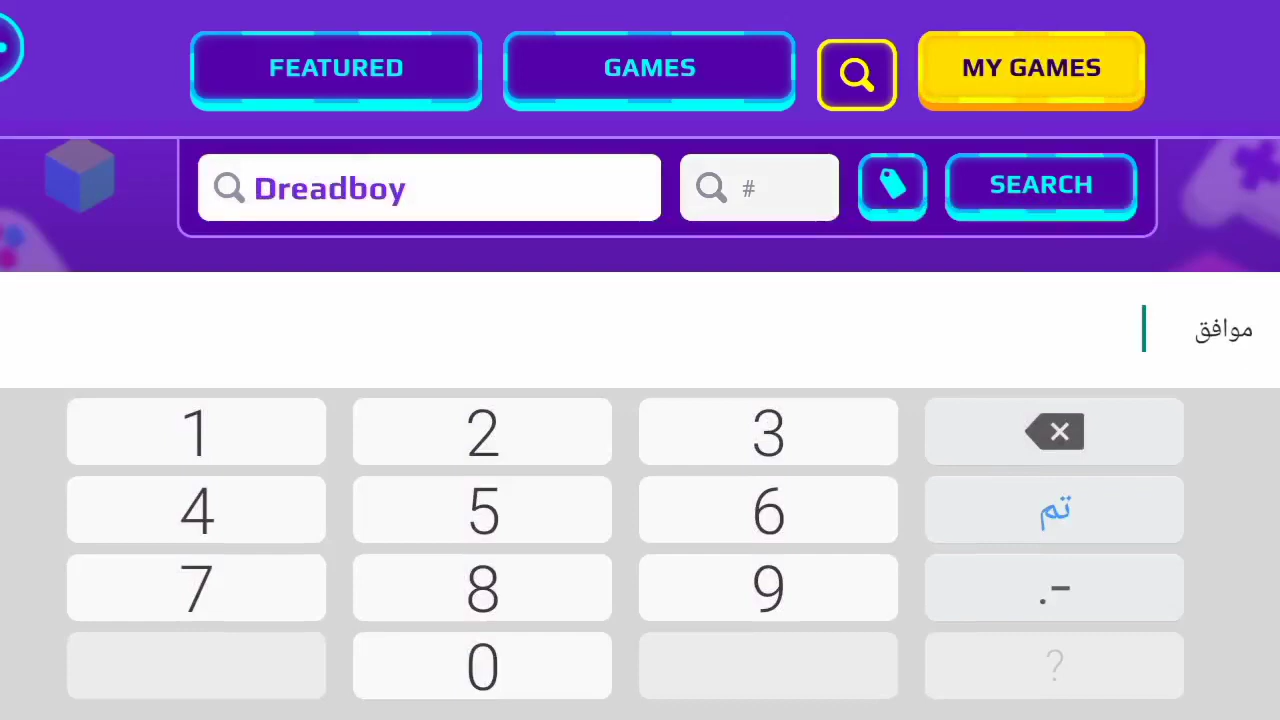 FEATURED
GAMES
MY GAMES
Dreadboy
#
SEARCH
موافق
1
2
3
4
5
6
تم
7
8
9
.-
0
?